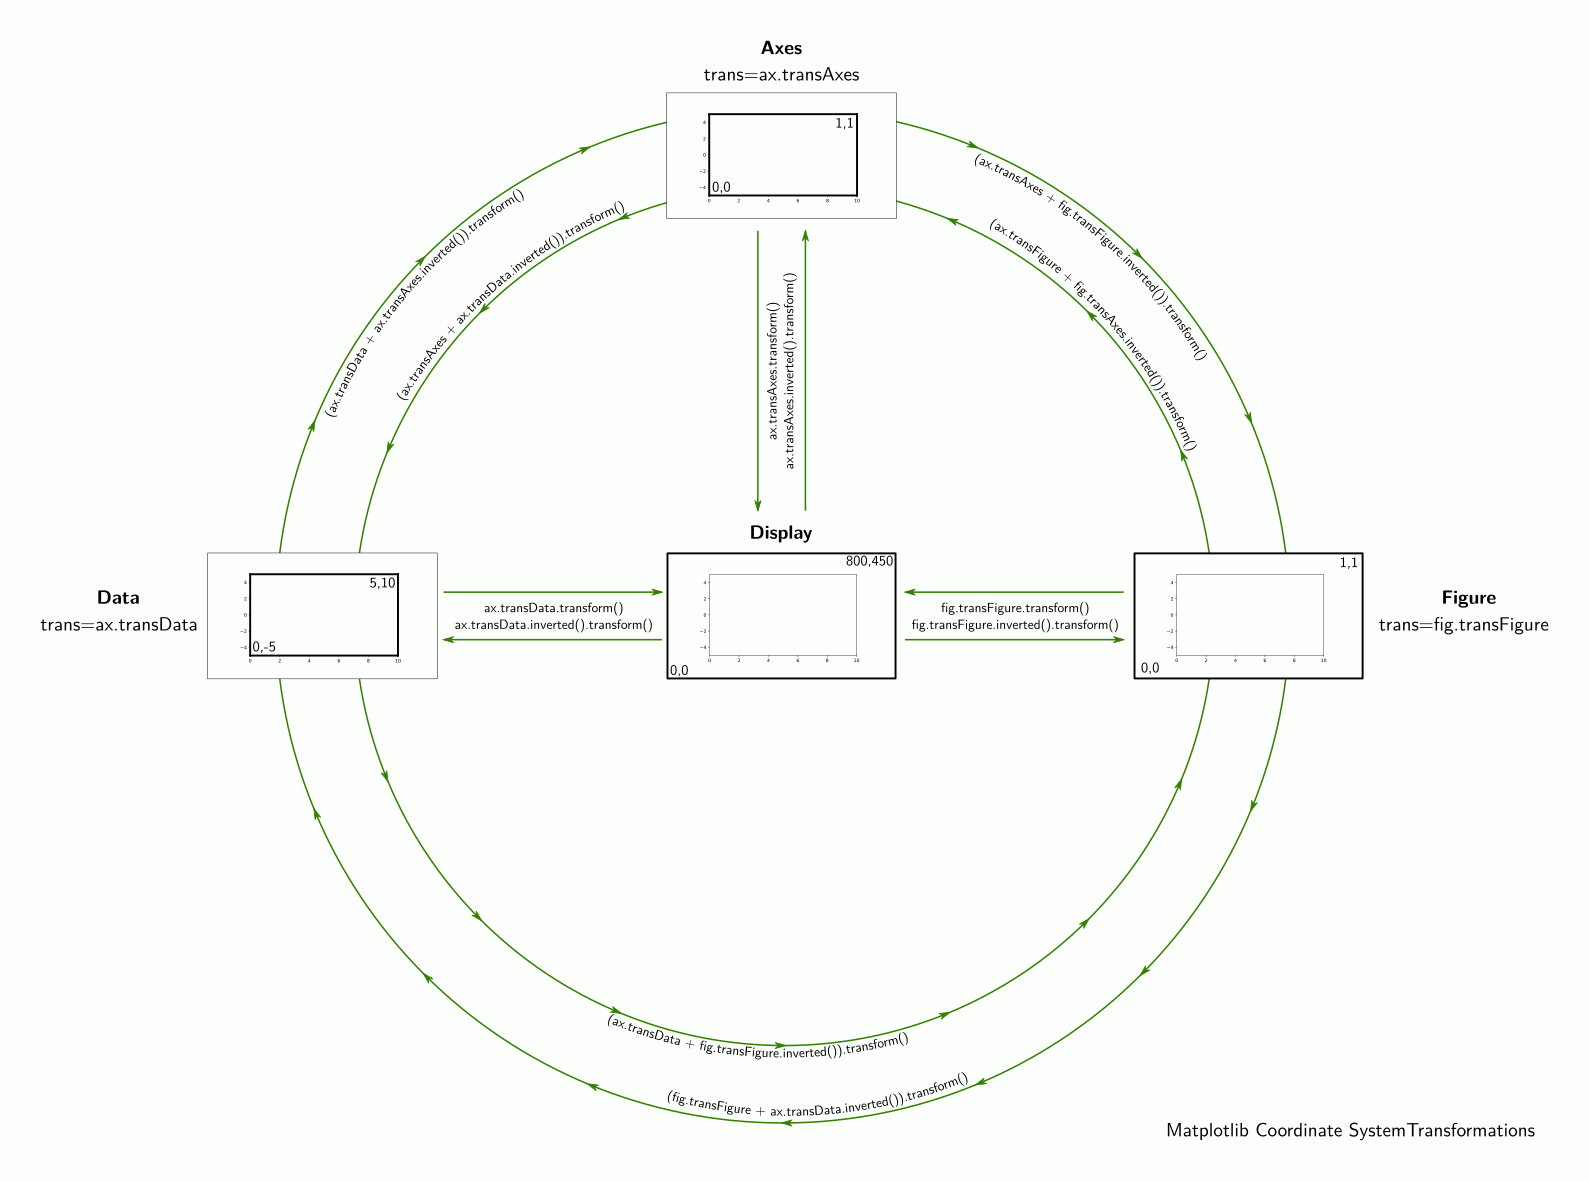 Axes
trans=ax.transAxes
1,1
4
2
0
−2
−4
0,0
0 2 4 6 8 10
(ax.transData + ax.transAxes.inverted()).transform()
(ax.transAxes + ax.transData.inverted()).transform()
(ax.transAxes + fig.transFigure.inverted()).transform()
(ax.transFigure + fig.transAxes.inverted()).transform()
ax.transAxes.transform()
ax.transAxes.inverted().transform()
Data
trans=ax.transData
5,10
4
2
0
−2
−4
0,-5
0 2 4 6 8 10
ax.transData.transform()
ax.transData.inverted().transform()
Display
800,450
4
2
0
−2
−4
0,0
0 2 4 6 8 10
fig.transFigure.transform()
fig.transFigure.inverted().transform()
1,1
4
2
0
−2
−4
0,0
0 2 4 6 8 10
Figure
trans=fig.transFigure
(ax.transData + fig.transFigure.inverted()).transform()
(fig.transFigure + ax.transData.inverted()).transform()
Matplotlib Coordinate SystemTransformations